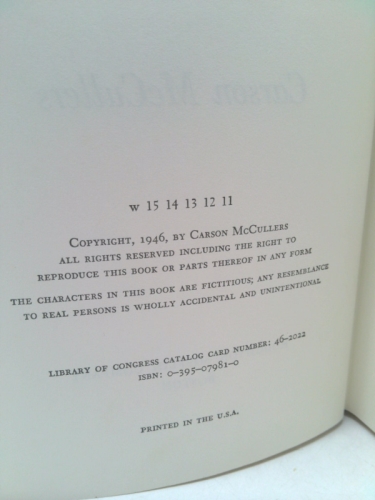 Carson McCullers
w 15 14 13 12 11
COPYRIGHT, 1946, BY CARSON MCCULLERS
ALL RIGHTS RESERVED INCLUDING THE RIGHT TO
REPRODUCE THIS BOOK OR PARTS THEREOF IN ANY FORM
THE CHARACTERS IN THIS BOOK ARE FICTITIOUS; ANY RESEMBLANCE
TO REAL PERSONS IS WHOLLY ACCIDENTAL AND UNINTENTIONAL
LIBRARY OF CONGRESS CATALOG CARD NUMBER: 46-2022
ISBN: 0-395-07981-0
PRINTED IN THE U.S.A.